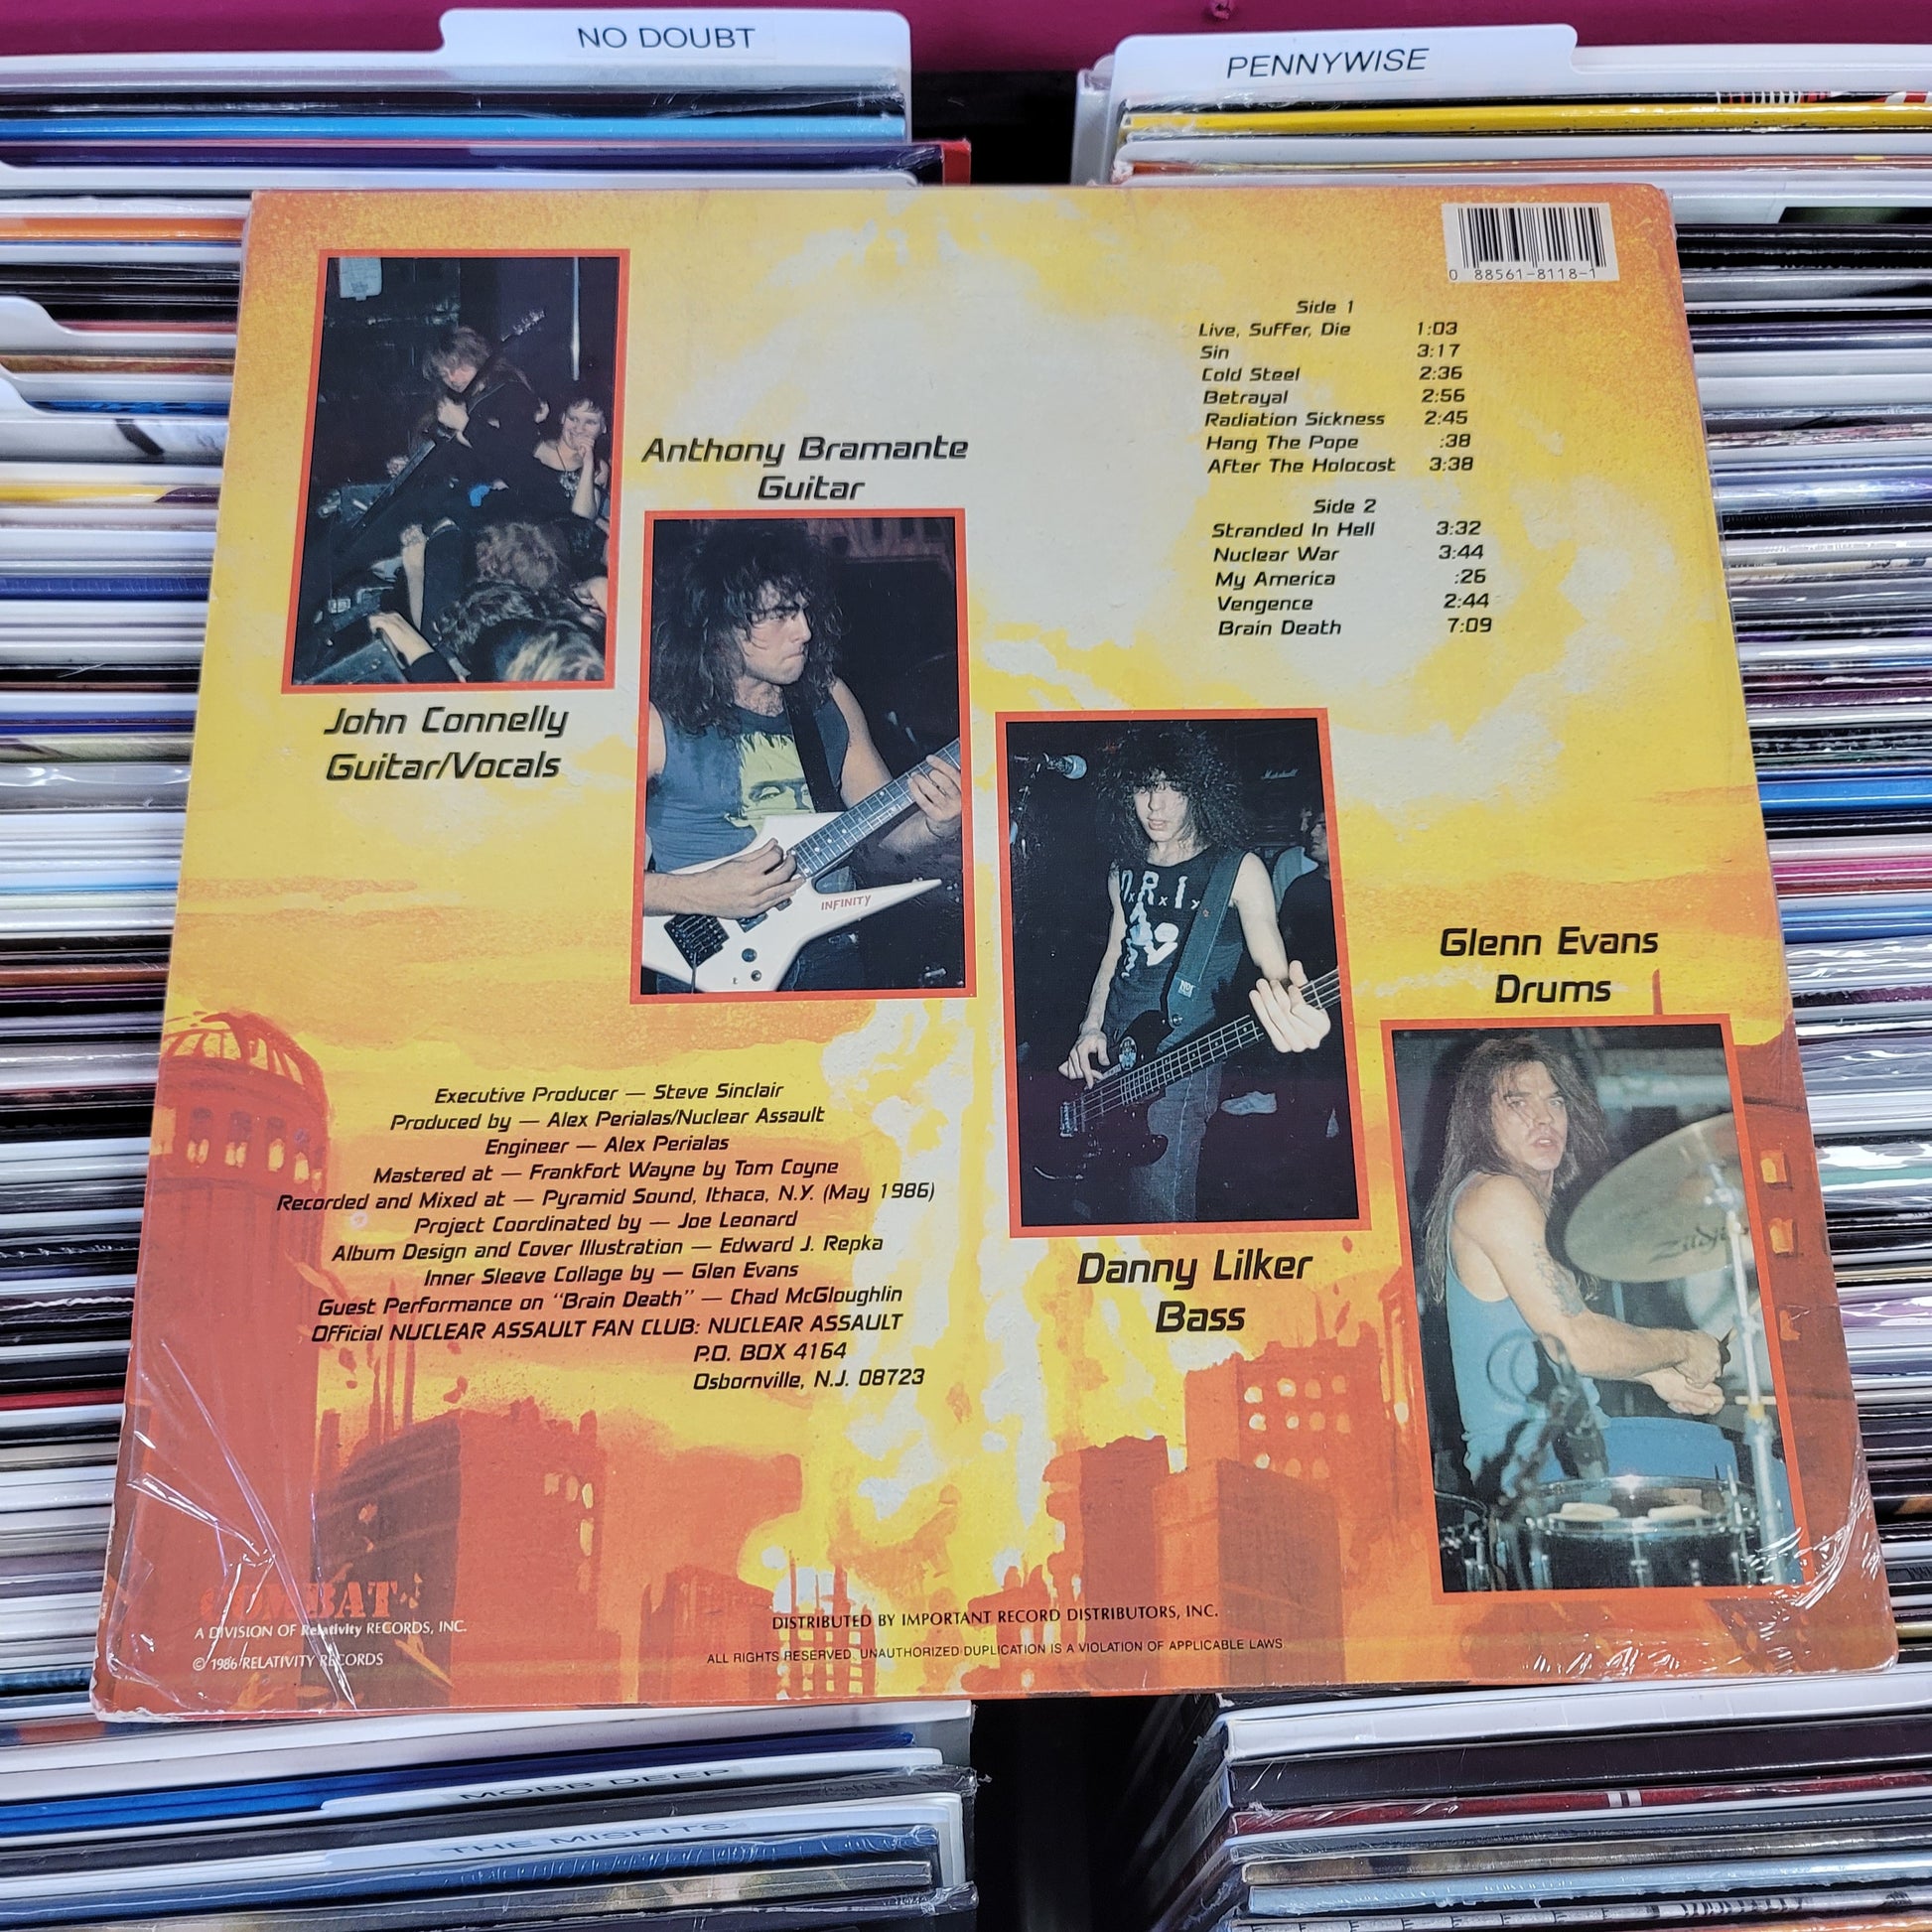 NO DOUBT
PENNYWISE
0 88561-8118-1
Side 1
Live, Suffer, Die 1:03
Sin 3:17
Cold Steel 2:36
Betrayal 2:56
Radiation Sickness 2:45
Hang The Pope :38
After The Holocost 3:38
Side 2
Stranded In Hell 3:32
Nuclear War 3:44
My America :26
Vengence 2:44
Brain Death 7:09
Anthony Bramante
Guitar
John Connelly
Guitar/Vocals
INFINITY
Marshall
D.R.I.
Glenn Evans
Drums
Zildjian
Danny Lilker
Bass
Executive Producer — Steve Sinclair
Produced by — Alex Perialas/Nuclear Assault
Engineer — Alex Perialas
Mastered at — Frankfort Wayne by Tom Coyne
Recorded and Mixed at — Pyramid Sound, Ithaca, N.Y. (May 1986)
Project Coordinated by — Joe Leonard
Album Design and Cover Illustration — Edward J. Repka
Inner Sleeve Collage by — Glen Evans
Guest Performance on "Brain Death" — Chad McGloughlin
Official NUCLEAR ASSAULT FAN CLUB: NUCLEAR ASSAULT
P.O. BOX 4164
Osbornville, N.J. 08723
COMBAT
A DIVISION OF Relativity RECORDS, INC.
© 1986 RELATIVITY RECORDS
DISTRIBUTED BY IMPORTANT RECORD DISTRIBUTORS, INC.
ALL RIGHTS RESERVED. UNAUTHORIZED DUPLICATION IS A VIOLATION OF APPLICABLE LAWS
MOBB DEEP
THE MISFITS